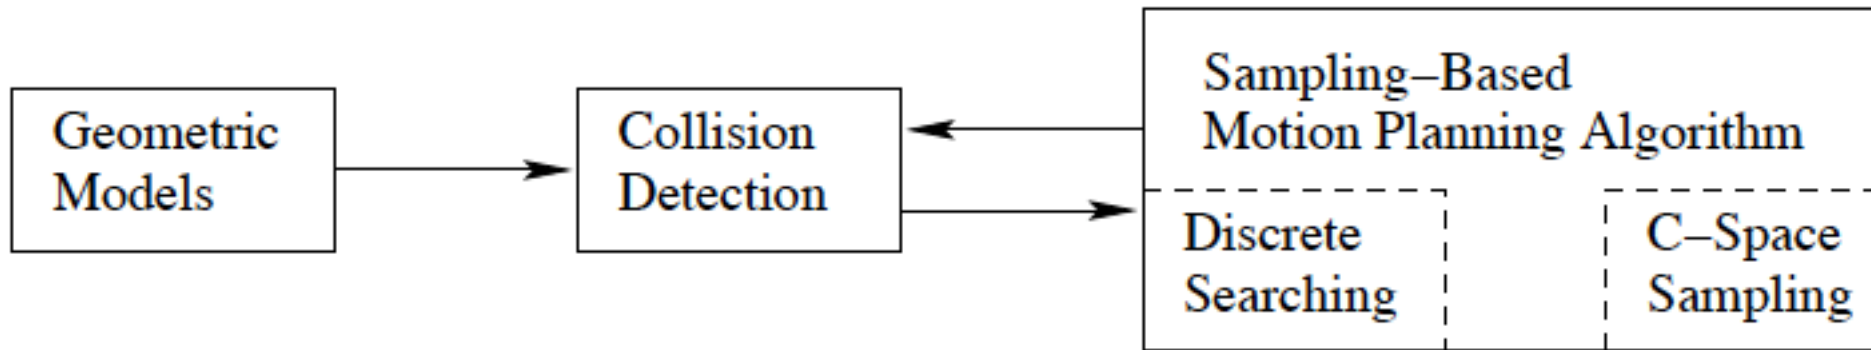 Geometric
Models
Collision
Detection
Sampling–Based
Motion Planning Algorithm
Discrete
Searching
C–Space
Sampling